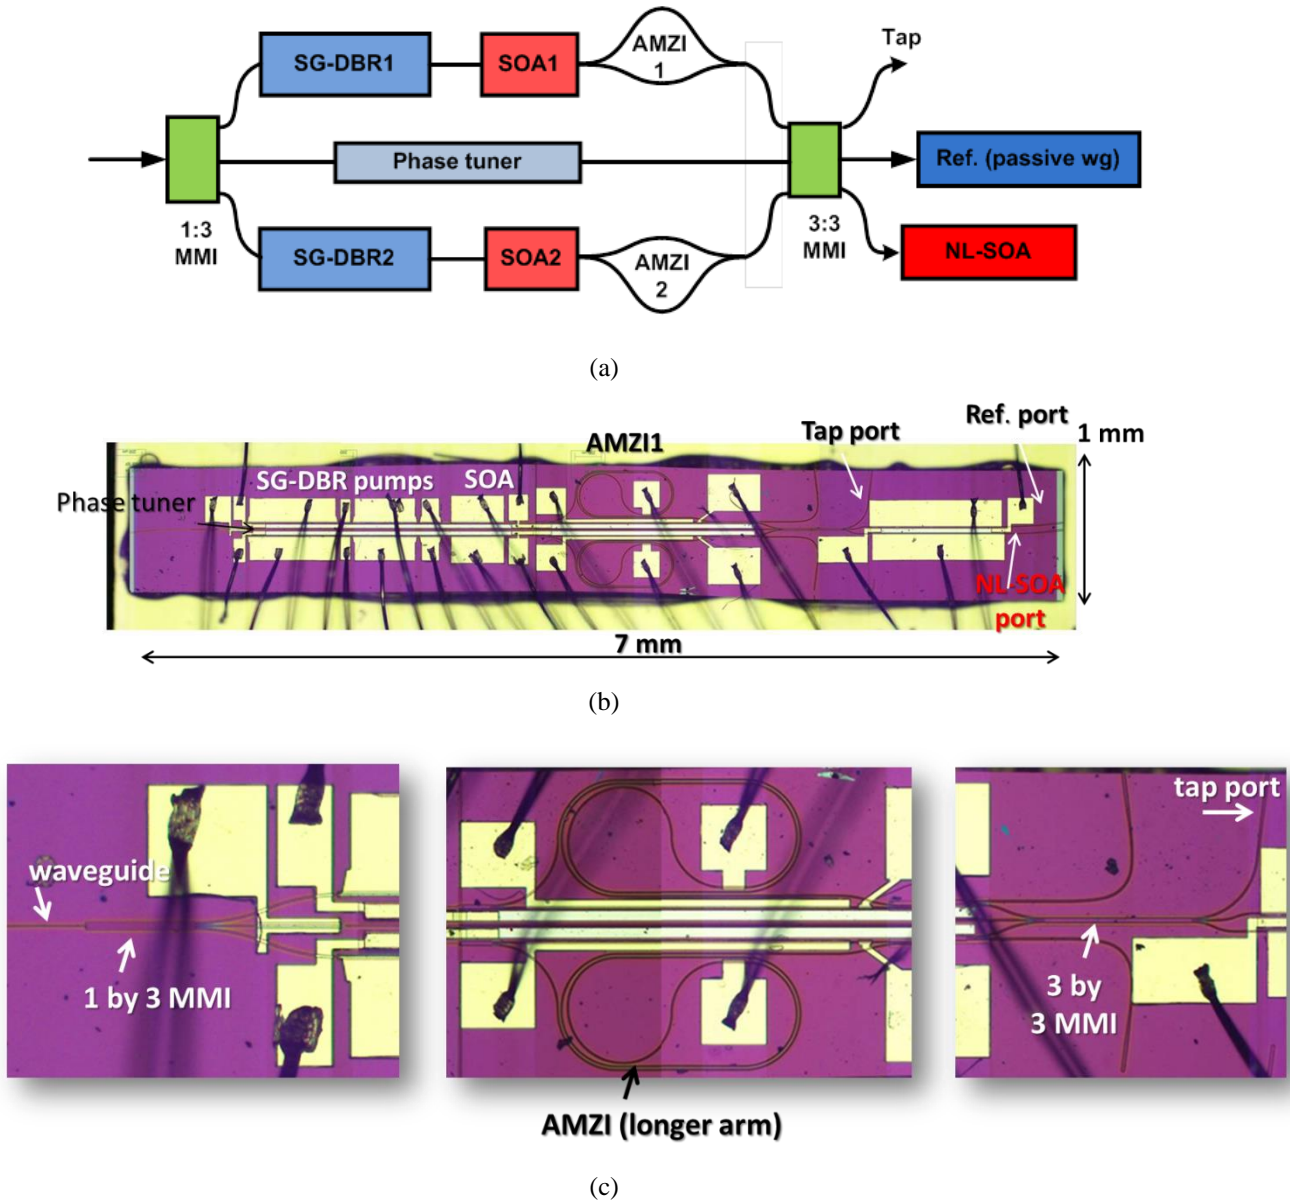 Tap
SG-DBR1
SOA1
AMZI
1
Phase tuner
Ref. (passive wg)
1:3
MMI
3:3
MMI
SG-DBR2
SOA2
AMZI
2
NL-SOA
(a)
AMZI1
Tap port
Ref. port
1 mm
SG-DBR pumps
SOA
Phase tuner
NL-SOA
port
7 mm
(b)
waveguide
1 by 3 MMI
AMZI (longer arm)
tap port
3 by
3 MMI
(c)